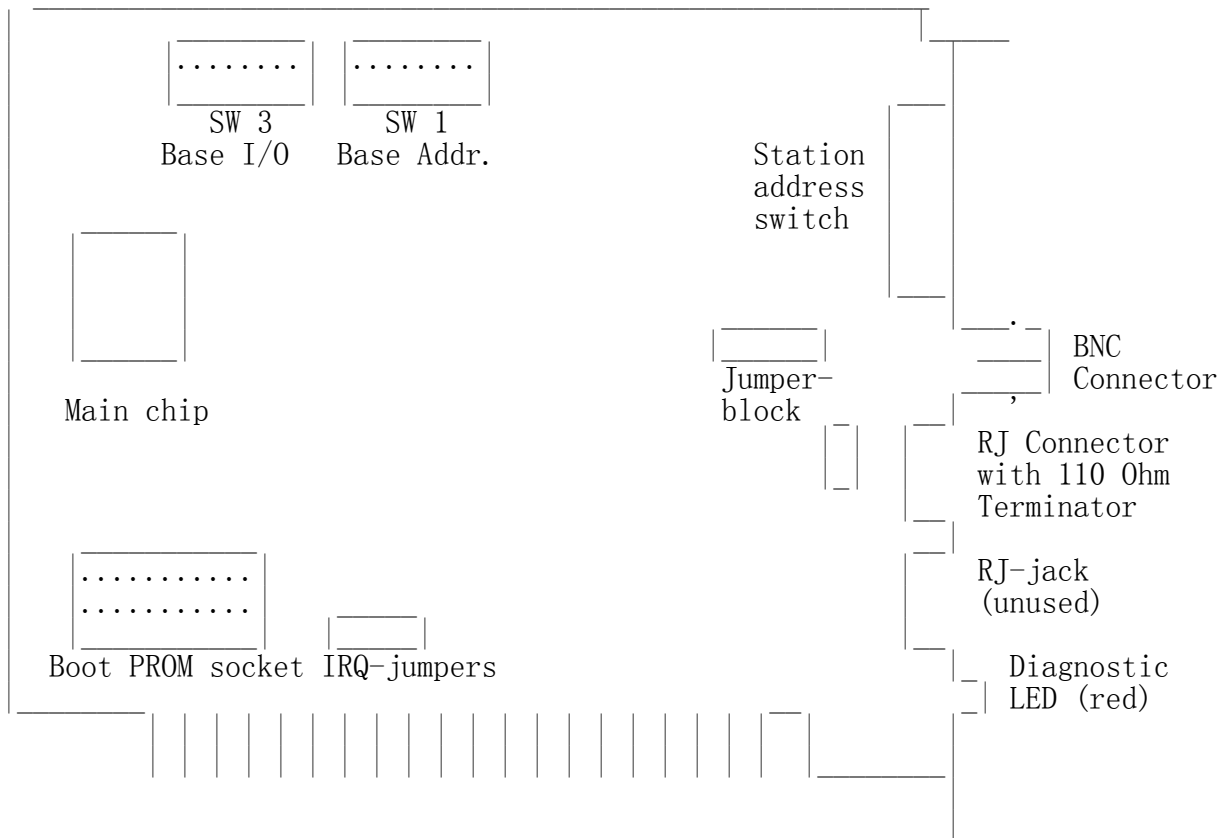 SW 3
SW 1
Base I/O
Base Addr.
Station
address
switch
BNC
Connector
Jumper-
block
Main chip
RJ Connector
with 110 Ohm
Terminator
RJ-jack
(unused)
Boot PROM socket
IRQ-jumpers
Diagnostic
LED (red)